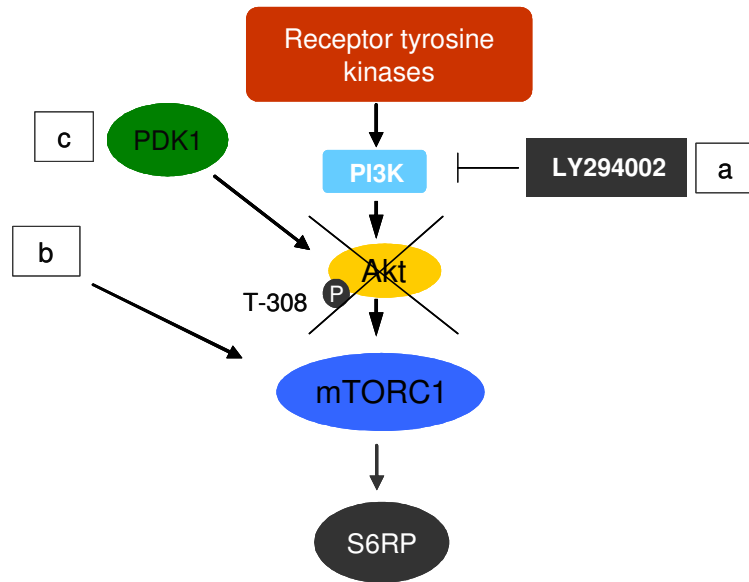 Receptor tyrosine
kinases
c
PDK1
PI3K
LY294002
a
b
Akt
T-308
P
mTORC1
S6RP